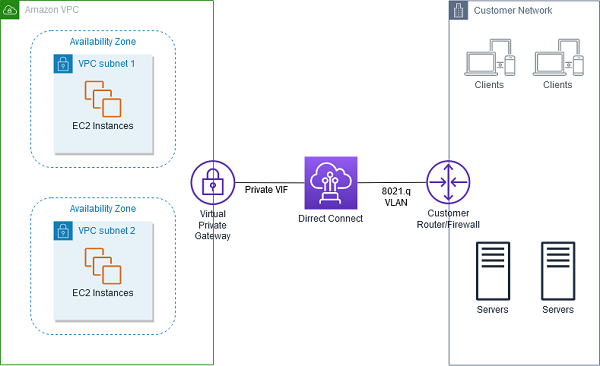 Amazon VPC
Customer Network
Availability Zone
VPC subnet 1
EC2 Instances
Clients
Clients
Private VIF
8021.q
VLAN
Virtual
Private
Gateway
Dirrect Connect
Customer
Router/Firewall
Availability Zone
VPC subnet 2
EC2 Instances
Servers
Servers